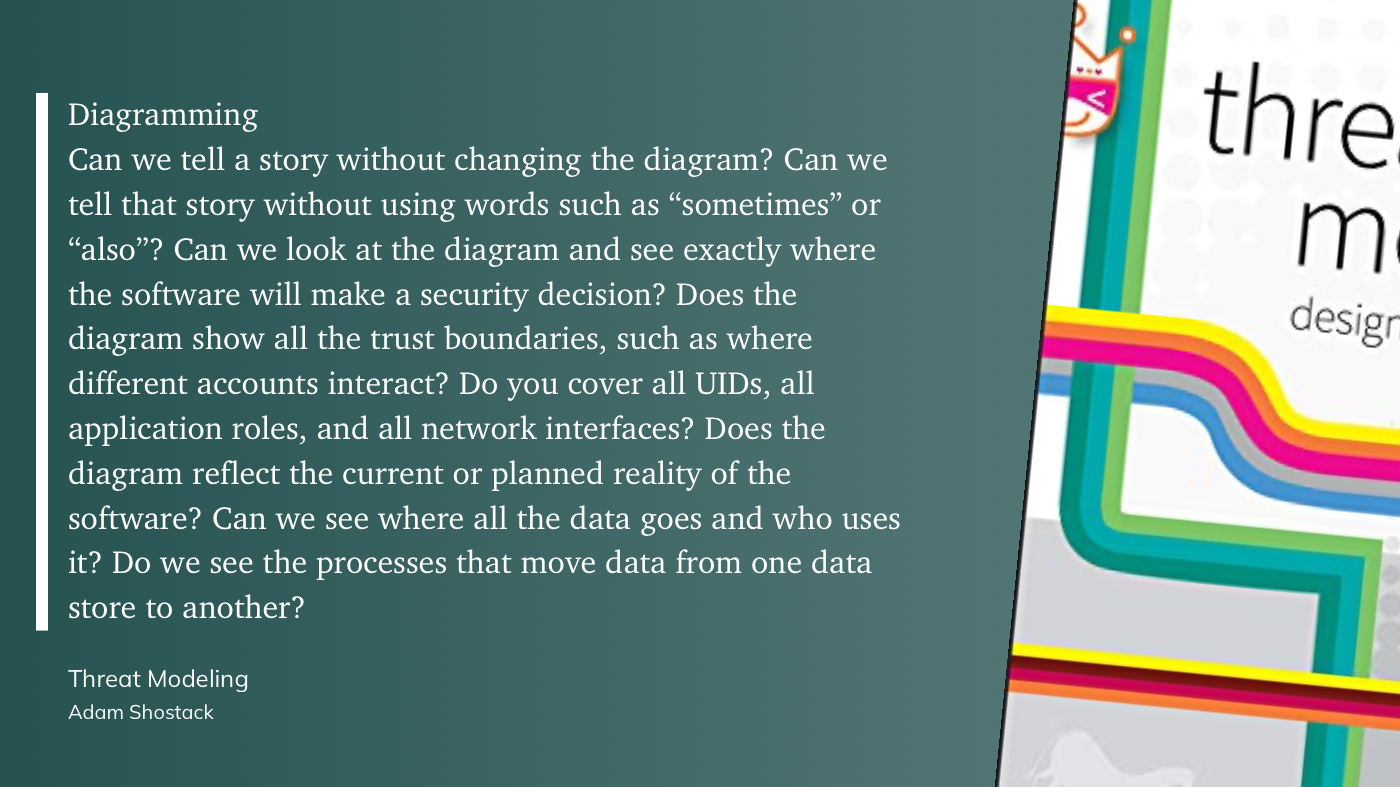 Diagramming
Can we tell a story without changing the diagram? Can we
tell that story without using words such as “sometimes” or
“also”? Can we look at the diagram and see exactly where
the software will make a security decision? Does the
diagram show all the trust boundaries, such as where
different accounts interact? Do you cover all UIDs, all
application roles, and all network interfaces? Does the
diagram reflect the current or planned reality of the
software? Can we see where all the data goes and who uses
it? Do we see the processes that move data from one data
store to another?
Threat Modeling
Adam Shostack